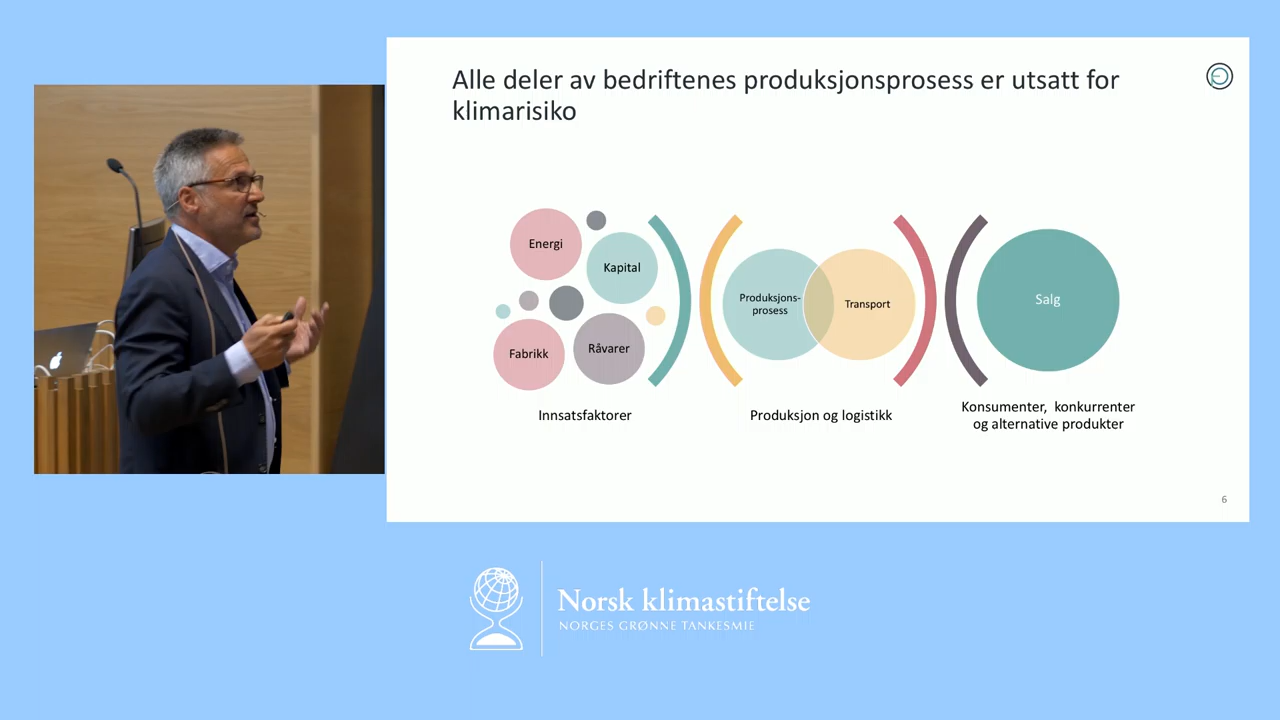 Alle deler av bedriftenes produksjonsprosess er utsatt for
klimarisiko
Energi
Kapital
Fabrikk
Råvarer
Innsatsfaktorer
Produksjons-
prosess
Transport
Produksjon og logistikk
Salg
Konsumenter, konkurrenter
og alternative produkter
6
Norsk klimastiftelse
NORGES GRØNNE TANKESMIE